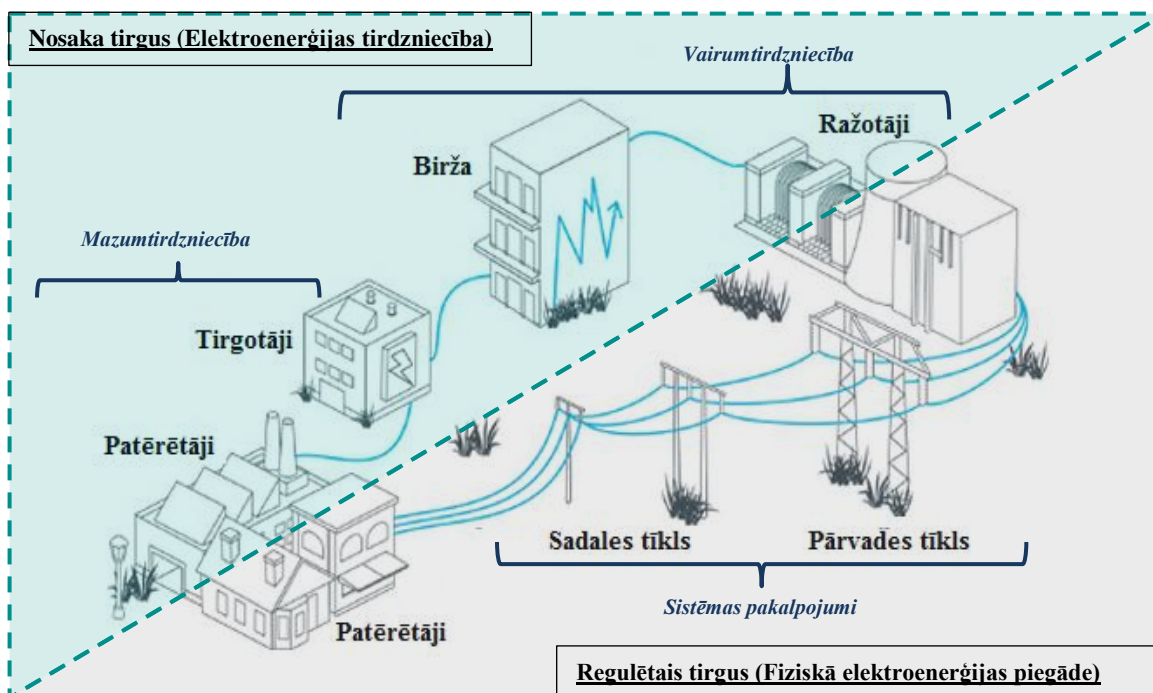 Nosaka tirgus (Elektroenerģijas tirdzniecība)
Vairumtirdzniecība
Ražotāji
Birža
Mazumtirdzniecība
Tirgotāji
Patērētāji
Sadales tīkls
Pārvades tīkls
Sistēmas pakalpojumi
Patērētāji
Regulētais tirgus (Fiziskā elektroenerģijas piegāde)